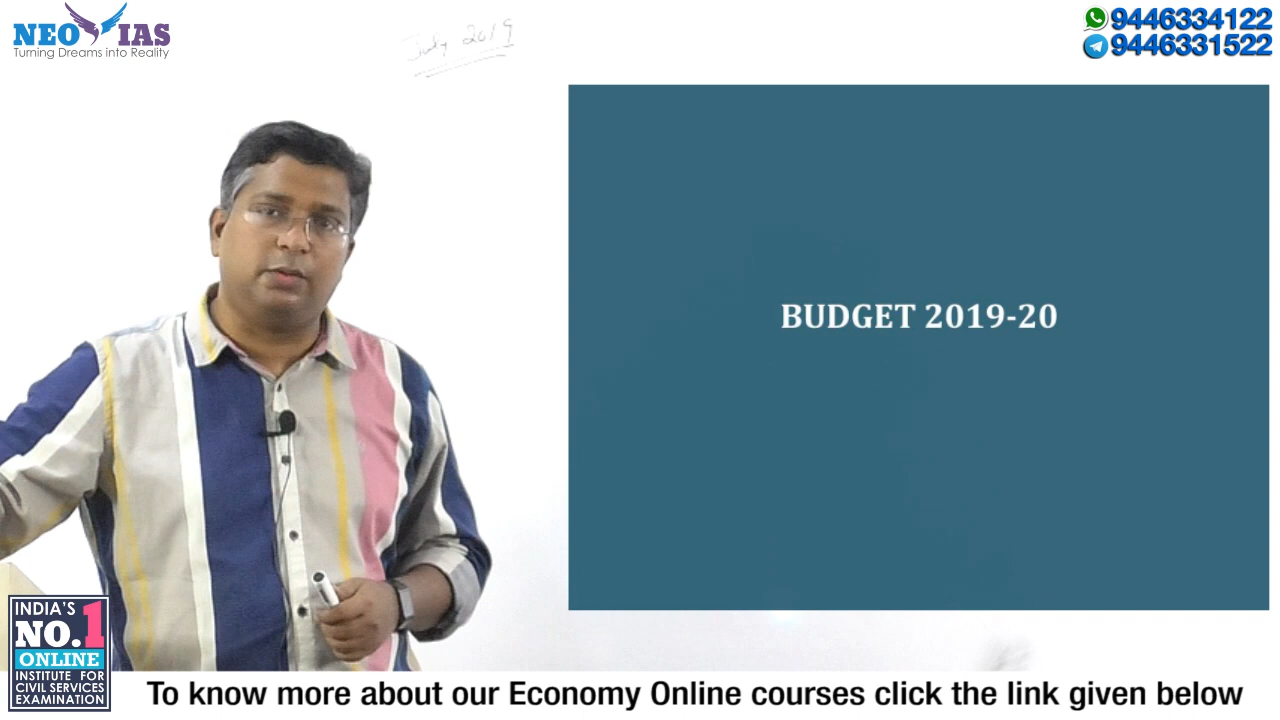 NEO IAS
Turning Dreams into Reality
July 2019
9446334122
9446331522
BUDGET 2019-20
INDIA'S
NO.1
ONLINE
INSTITUTE FOR
CIVIL SERVICES
EXAMINATION
To know more about our Economy Online courses click the link given below